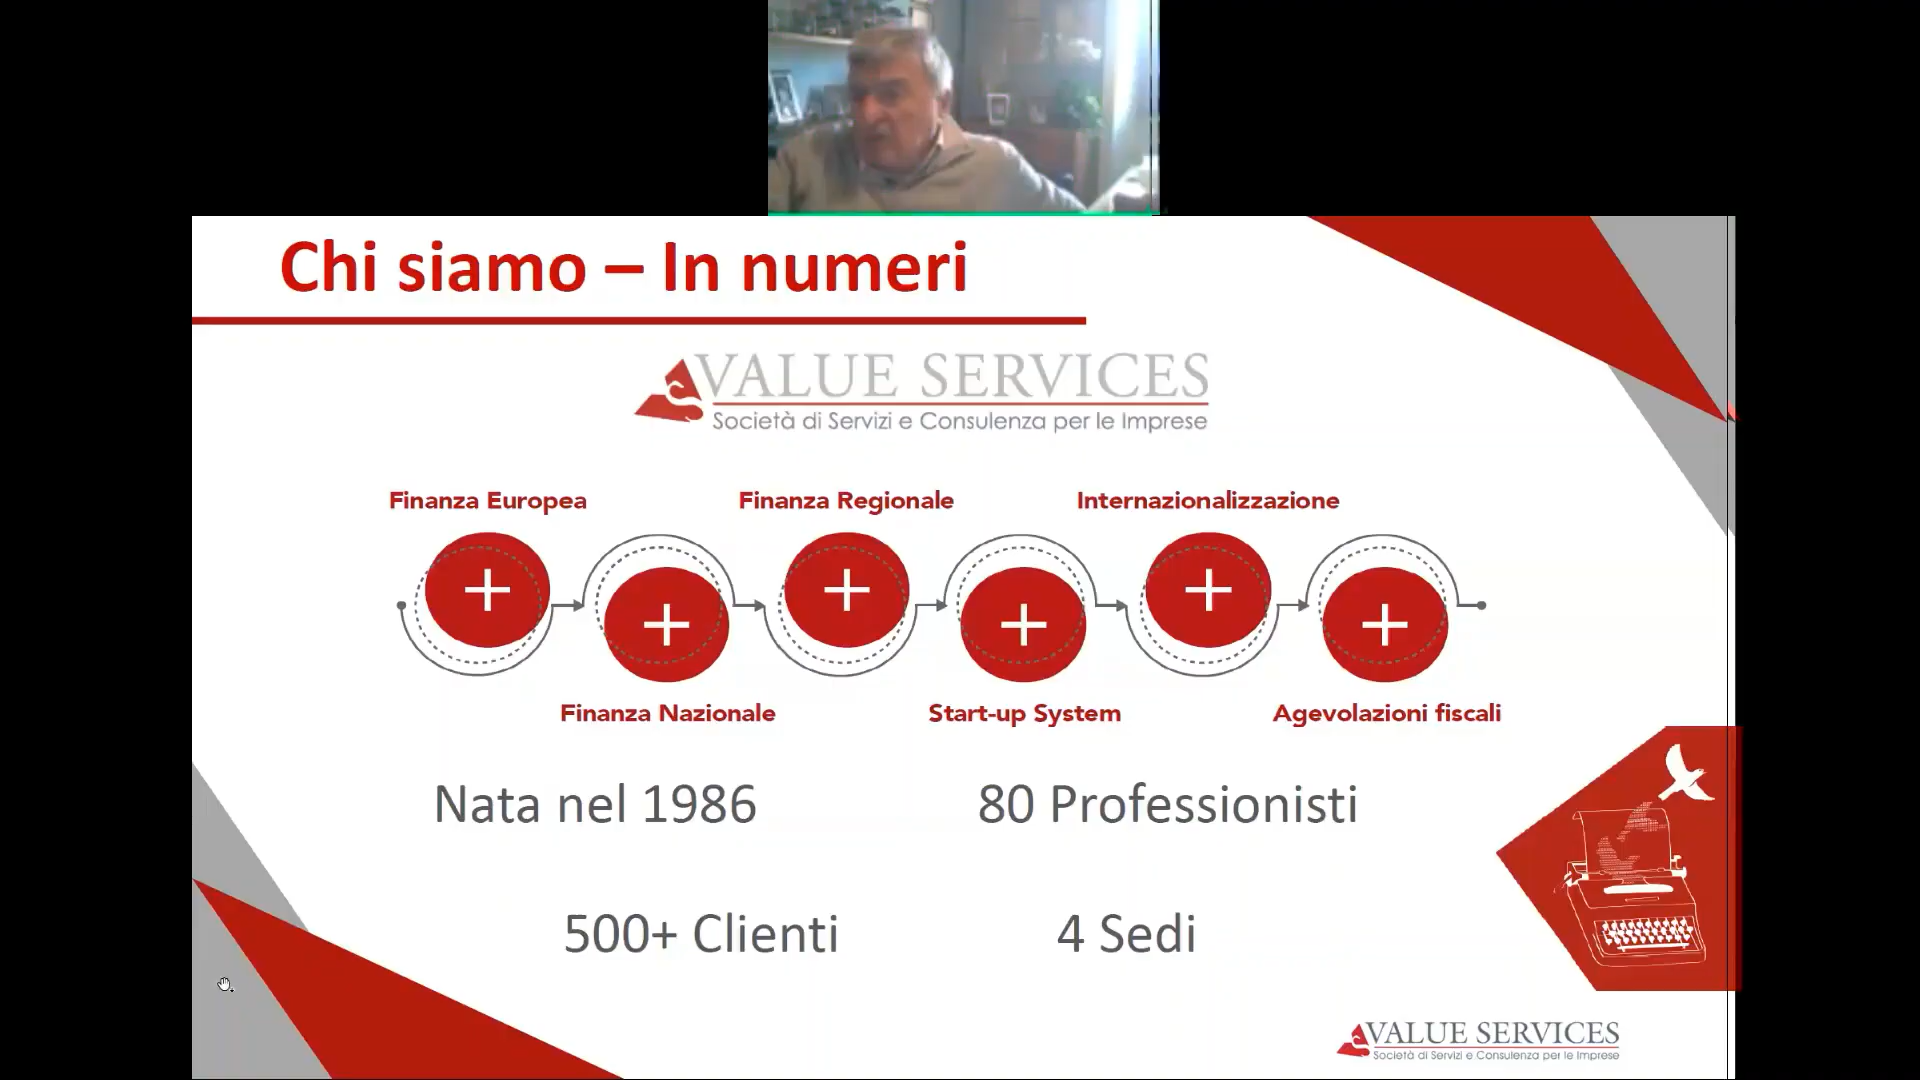 Chi siamo – In numeri
VALUE SERVICES
Società di Servizi e Consulenza per le Imprese
Finanza Europea
Finanza Regionale
Internazionalizzazione
Finanza Nazionale
Start-up System
Agevolazioni fiscali
Nata nel 1986
80 Professionisti
500+ Clienti
4 Sedi
VALUE SERVICES
Società di Servizi e Consulenza per le Imprese